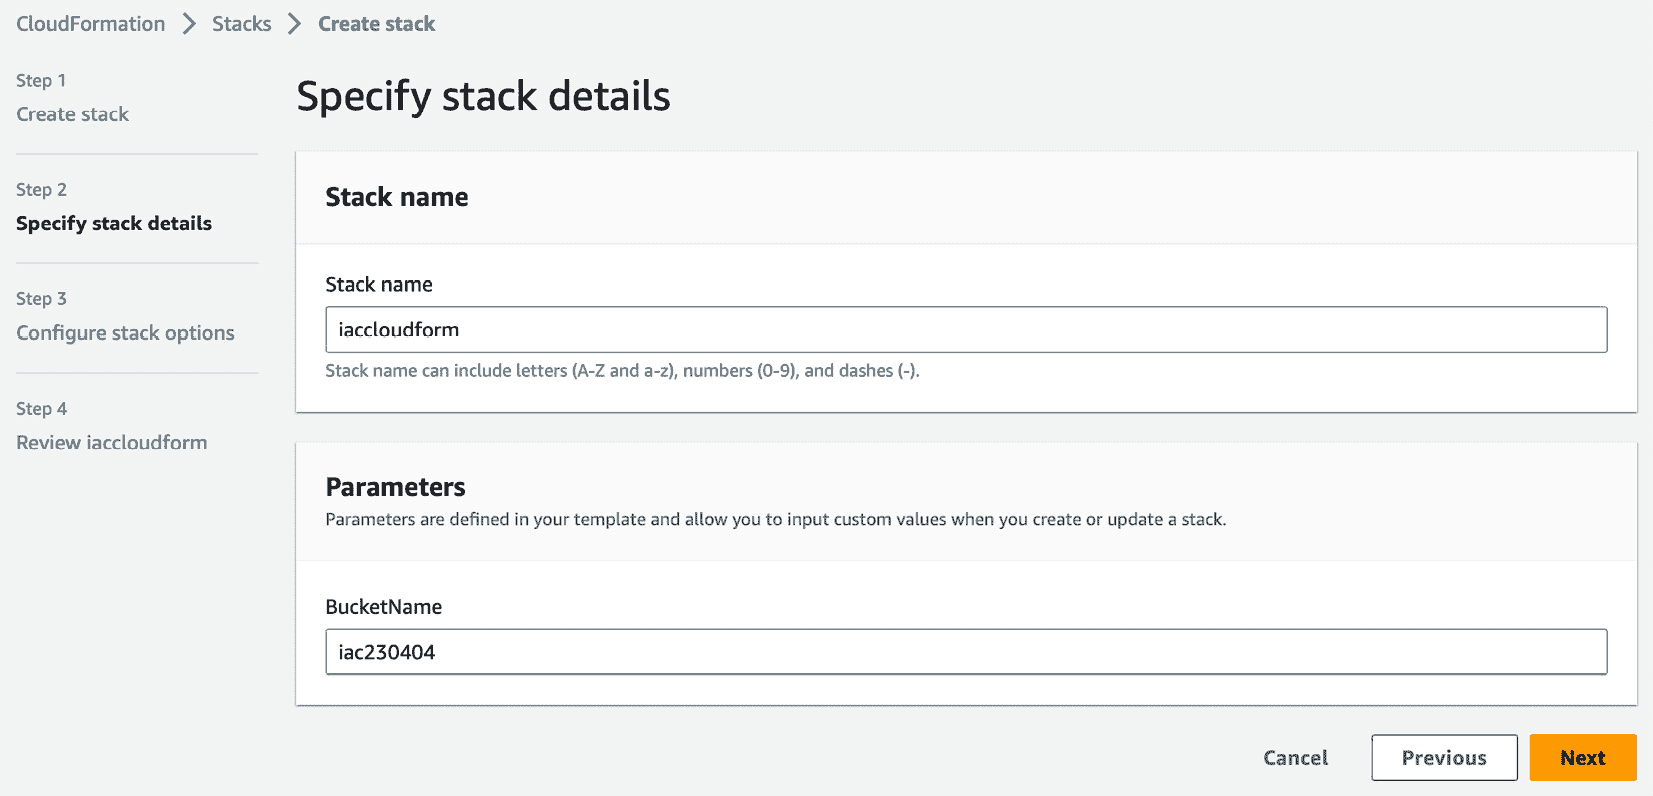 CloudFormation > Stacks > Create stack
Step 1
Create stack
Step 2
Specify stack details
Step 3
Configure stack options
Step 4
Review iaccloudform
Specify stack details
Stack name
Stack name
iaccloudform
Stack name can include letters (A-Z and a-z), numbers (0-9), and dashes (-).
Parameters
Parameters are defined in your template and allow you to input custom values when you create or update a stack.
BucketName
iac230404
Cancel Previous Next